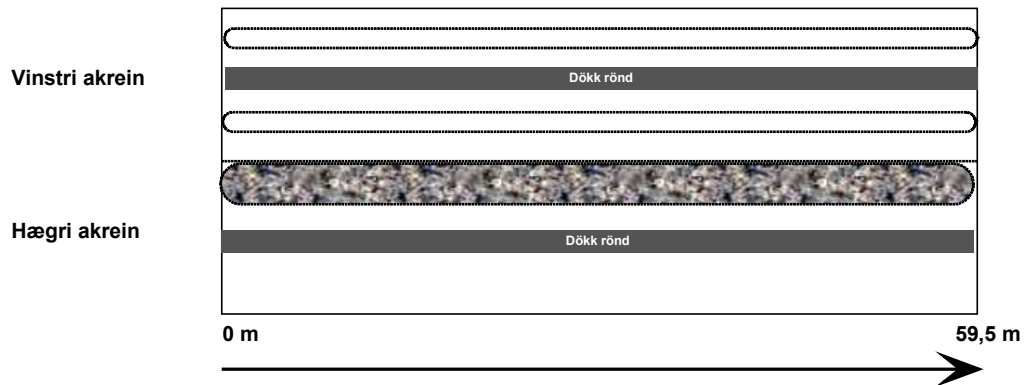 Vinstri akrein
Dökk rönd
Hægri akrein
Dökk rönd
0 m
59,5 m